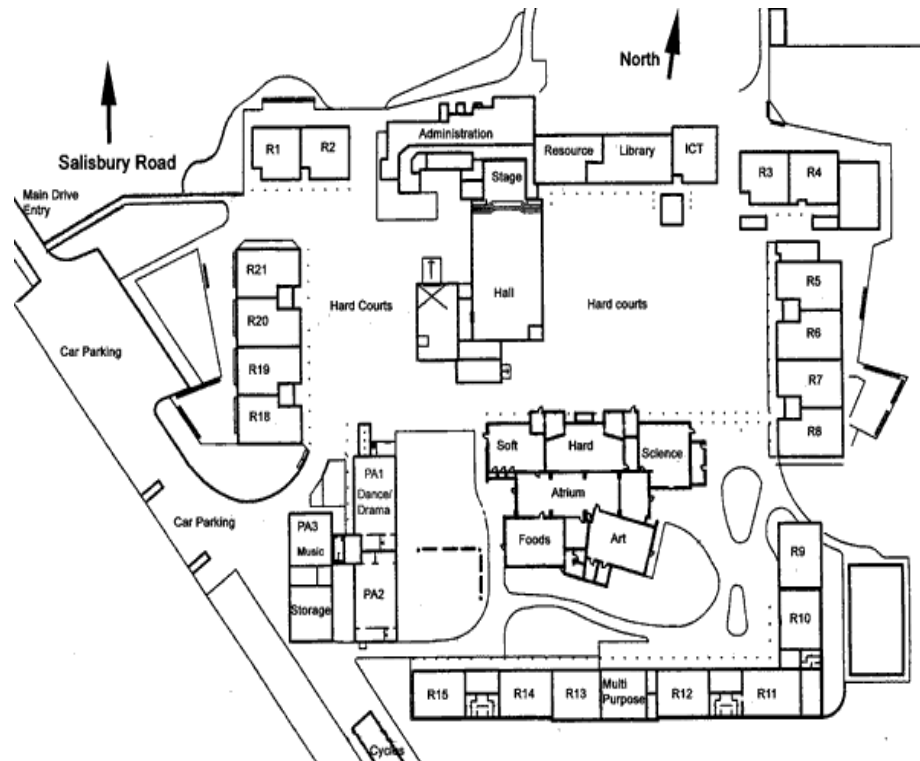 North
Administration
R1
R2
Resource
Library
ICT
Salisbury Road
R3
R4
Stage
Main Drive
Entry
R21
R5
Hall
Hard Courts
Hard courts
R20
R6
Car Parking
R19
R7
R18
R8
Soft
Hard
Science
PA1
Dance/
Drama
Atrium
Car Parking
PA3
Music
Foods
Art
R9
PA2
Storage
R10
R15
R14
R13
Multi
Purpose
R12
R11
Cycles